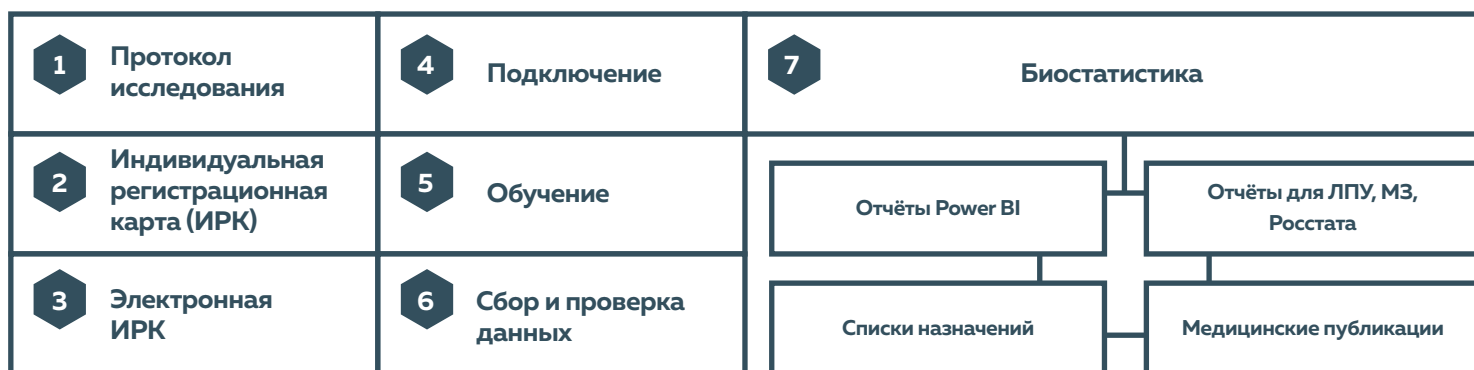 1
Протокол
исследования
2
Индивидуальная
регистрационная
карта (ИРК)
3
Электронная
ИРК
4
Подключение
5
Обучение
6
Сбор и проверка
данных
7
Биостатистика
Отчёты Power BI
Отчёты для ЛПУ, МЗ,
Росстата
Списки назначений
Медицинские публикации